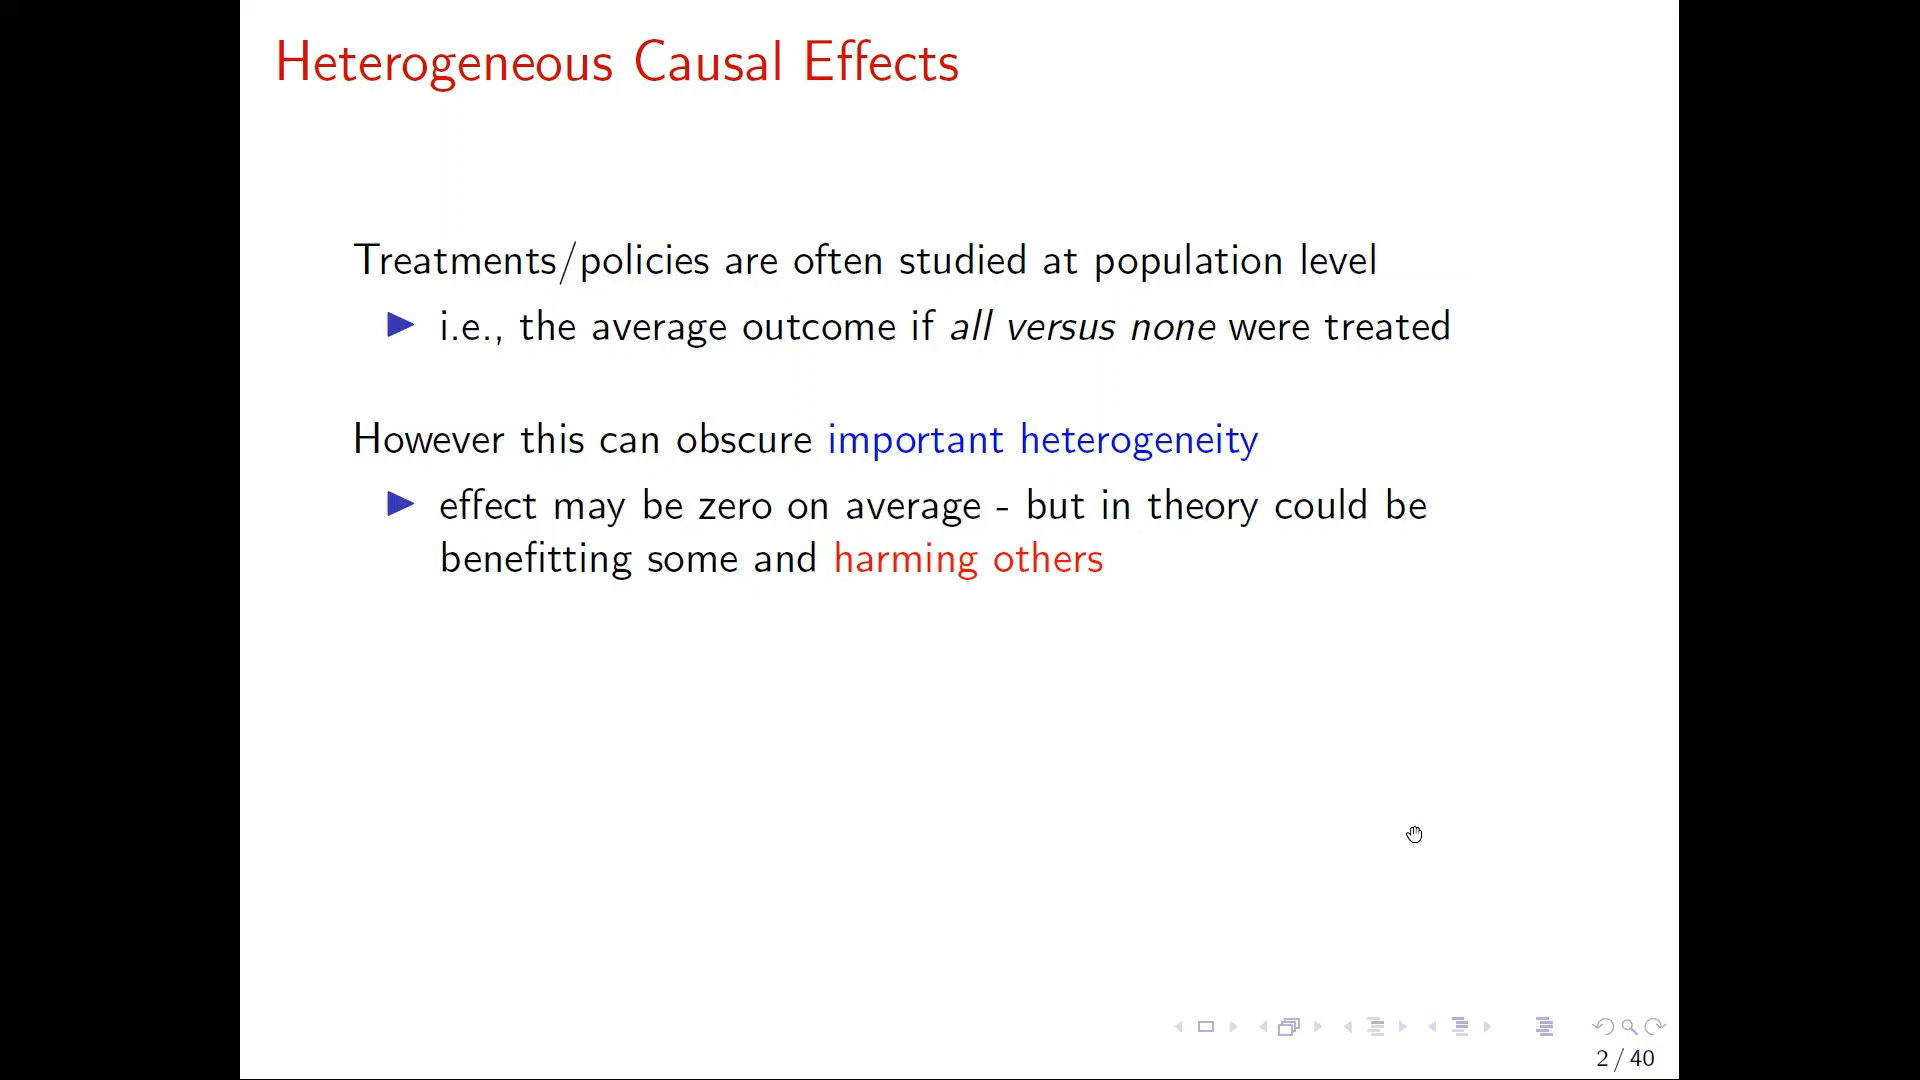 Heterogeneous Causal Effects
Treatments/policies are often studied at population level
i.e., the average outcome if all versus none were treated
However this can obscure important heterogeneity
effect may be zero on average - but in theory could be
benefitting some and harming others
2 / 40